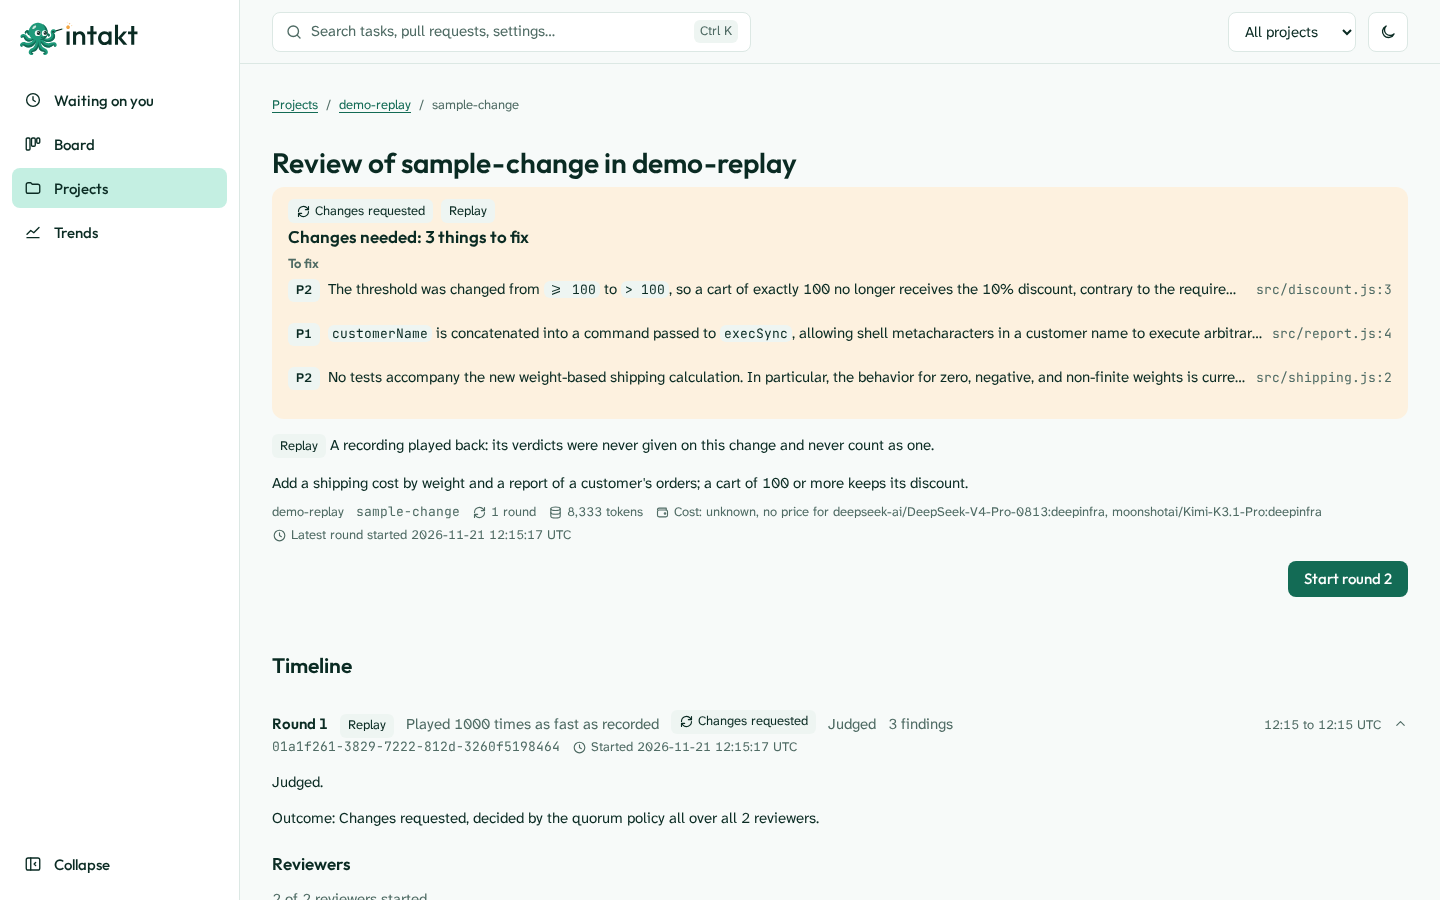 intakt
Search tasks, pull requests, settings...
Ctrl K
All projects
Waiting on you
Board
Projects
Trends
Collapse
Projects / demo-replay / sample-change
Review of sample-change in demo-replay
Changes requested Replay
Changes needed: 3 things to fix
To fix
P2 The threshold was changed from >= 100 to > 100, so a cart of exactly 100 no longer receives the 10% discount, contrary to the require... src/discount.js:3
P1 customerName is concatenated into a command passed to execSync, allowing shell metacharacters in a customer name to execute arbitrar... src/report.js:4
P2 No tests accompany the new weight-based shipping calculation. In particular, the behavior for zero, negative, and non-finite weights is curre... src/shipping.js:2
Replay A recording played back: its verdicts were never given on this change and never count as one.
Add a shipping cost by weight and a report of a customer's orders; a cart of 100 or more keeps its discount.
demo-replay sample-change 1 round 8,333 tokens Cost: unknown, no price for deepseek-ai/DeepSeek-V4-Pro-0813:deepinfra, moonshotai/Kimi-K3.1-Pro:deepinfra
Latest round started 2026-11-21 12:15:17 UTC
Start round 2
Timeline
Round 1 Replay Played 1000 times as fast as recorded Changes requested Judged 3 findings 12:15 to 12:15 UTC
01a1f261-3829-7222-812d-3260f5198464 Started 2026-11-21 12:15:17 UTC
Judged.
Outcome: Changes requested, decided by the quorum policy all over all 2 reviewers.
Reviewers
2 of 2 reviewers started